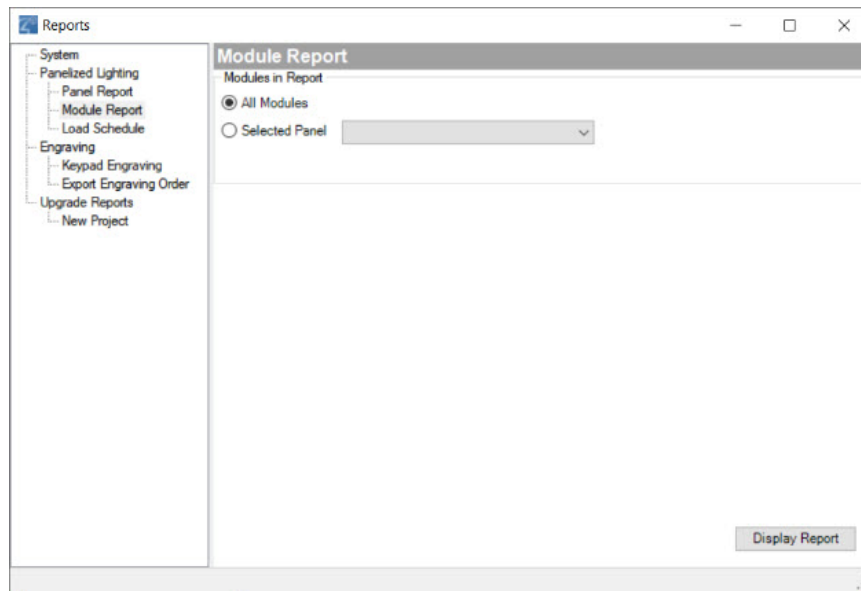 Reports
System
Panelized Lighting
Panel Report
Module Report
Load Schedule
Engraving
Keypad Engraving
Export Engraving Order
Upgrade Reports
New Project
Module Report
Modules in Report
All Modules
Selected Panel
Display Report